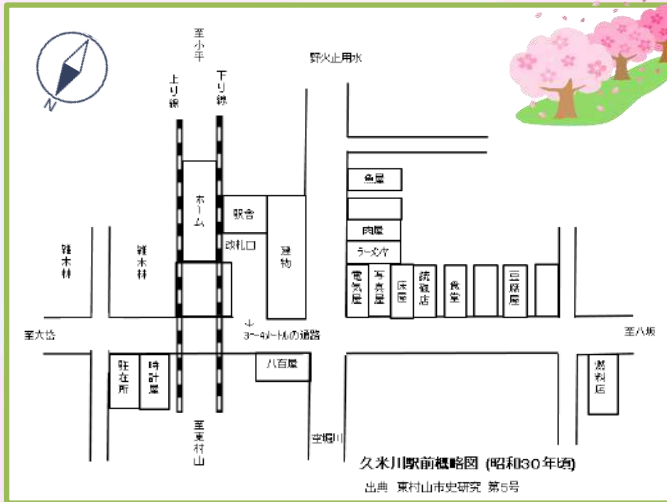 至小平
野火止用水
上り線
下り線
N
魚屋
ホーム
駅舎
肉屋
改札口
建物
ラーメンヤ
雑木林
雑木林
電気屋
写真屋
床屋
食堂
豆腐屋
至大岱
3〜4メートルの通路
至八坂
駐在所
時計屋
八百屋
燃料店
至東村山
空堀川
久米川駅前概略図 (昭和30年頃)
出典 東村山市史研究 第5号